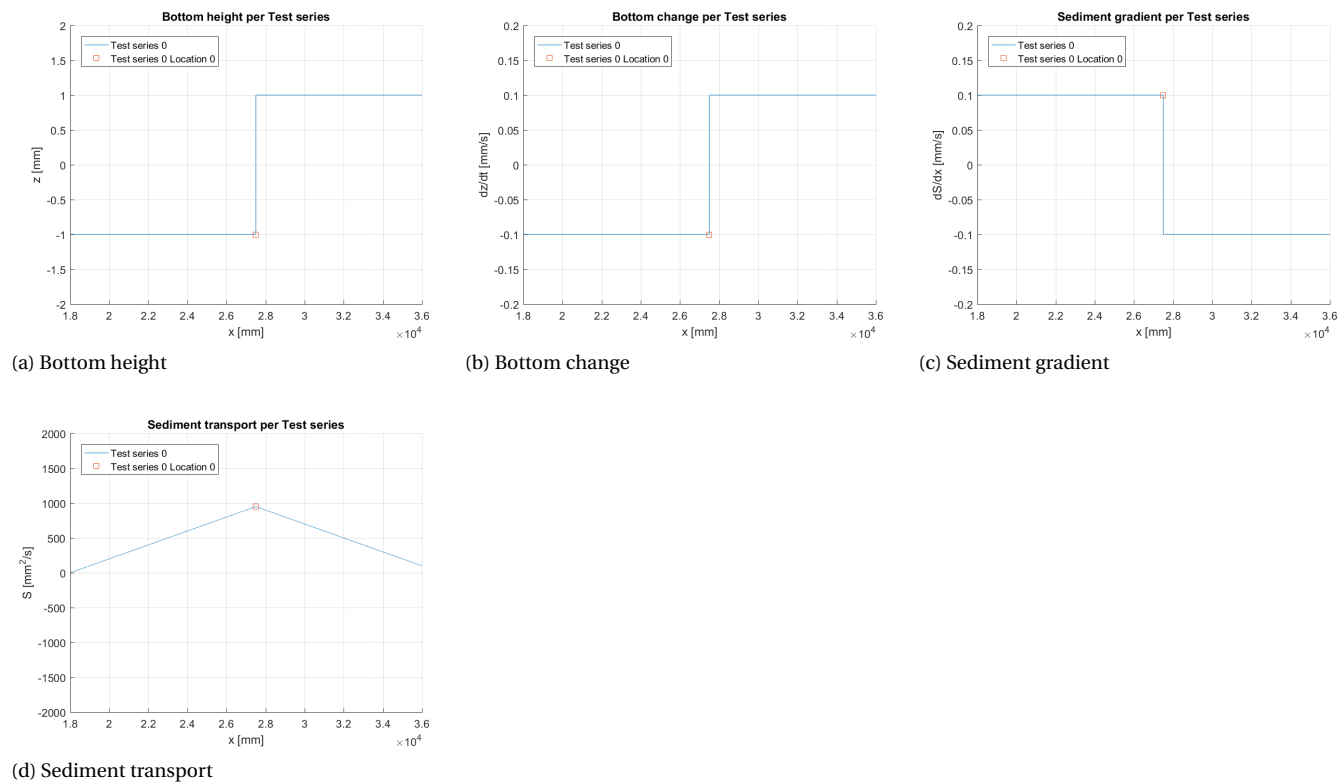 Bottom height per Test series
2
1.5
1
0.5
0
-0.5
-1
-1.5
-2
z [mm]
Test series 0
Test series 0 Location 0
1.8 2 2.2 2.4 2.6 2.8 3 3.2 3.4 3.6
x [mm]
×10⁴
(a) Bottom height
Bottom change per Test series
0.2
0.15
0.1
0.05
0
-0.05
-0.1
-0.15
-0.2
dz/dt [mm/s]
Test series 0
Test series 0 Location 0
1.8 2 2.2 2.4 2.6 2.8 3 3.2 3.4 3.6
x [mm]
×10⁴
(b) Bottom change
Sediment gradient per Test series
0.2
0.15
0.1
0.05
0
-0.05
-0.1
-0.15
-0.2
dS/dx [mm/s]
Test series 0
Test series 0 Location 0
1.8 2 2.2 2.4 2.6 2.8 3 3.2 3.4 3.6
x [mm]
×10⁴
(c) Sediment gradient
Sediment transport per Test series
2000
1500
1000
500
0
-500
-1000
-1500
-2000
S [mm²/s]
Test series 0
Test series 0 Location 0
1.8 2 2.2 2.4 2.6 2.8 3 3.2 3.4 3.6
x [mm]
×10⁴
(d) Sediment transport